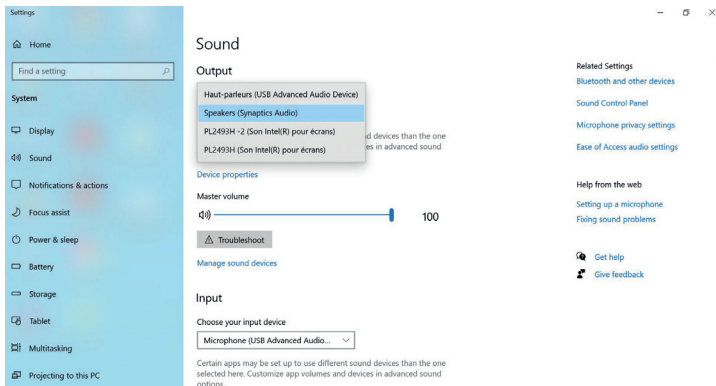 Settings
Home
Find a setting
System
Display
Sound
Notifications & actions
Focus assist
Power & sleep
Battery
Storage
Tablet
Multitasking
Projecting to this PC
Sound
Output
Haut-parleurs (USB Advanced Audio Device)
Speakers (Synaptics Audio)
PL2493H -2 (Son Intel(R) pour écrans)
PL2493H (Son Intel(R) pour écrans)
devices than the one
es in advanced sound
Device properties
Master volume
100
Troubleshoot
Manage sound devices
Input
Choose your input device
Microphone (USB Advanced Audio...
Certain apps may be set up to use different sound devices than the one
selected here. Customize app volumes and devices in advanced sound
options.
Related Settings
Bluetooth and other devices
Sound Control Panel
Microphone privacy settings
Ease of Access audio settings
Help from the web
Setting up a microphone
Fixing sound problems
Get help
Give feedback